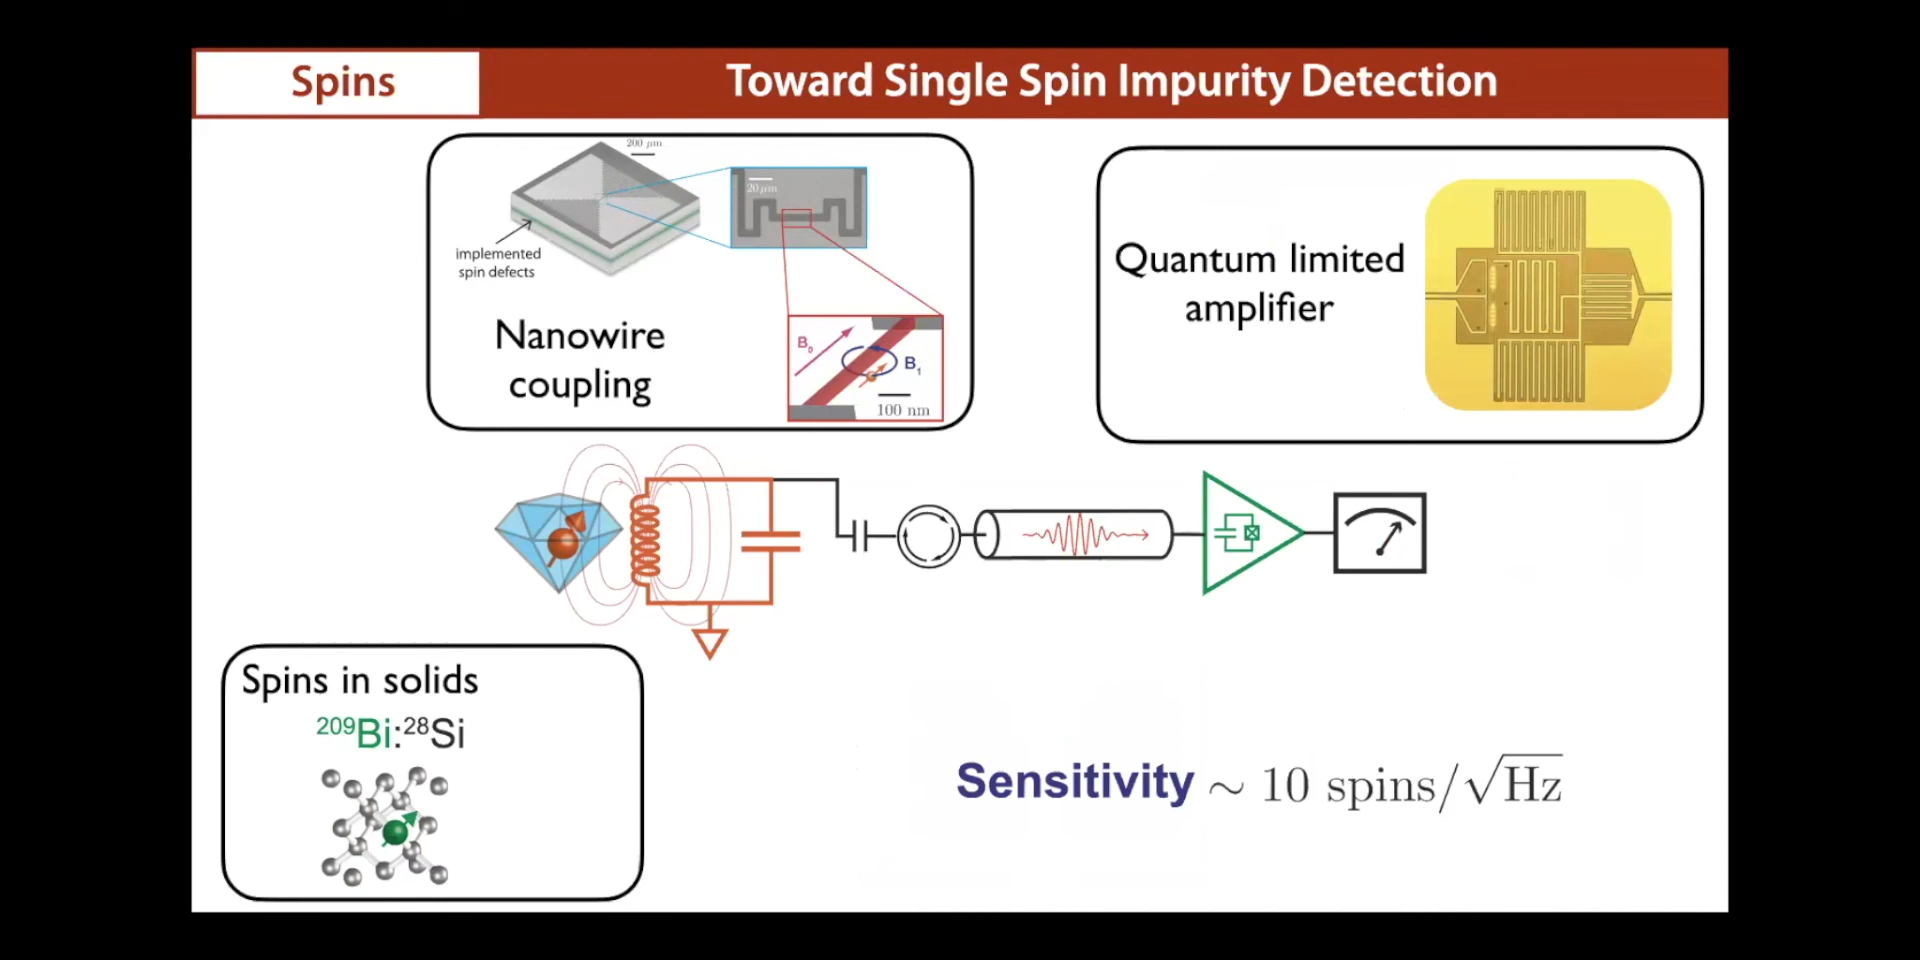 Spins
Toward Single Spin Impurity Detection
200 μm
20 μm
implemented
spin defects
Nanowire
coupling
B₀
B₁
100 nm
Quantum limited
amplifier
Spins in solids
²⁰⁹Bi:²⁸Si
Sensitivity ~ 10 spins/√Hz